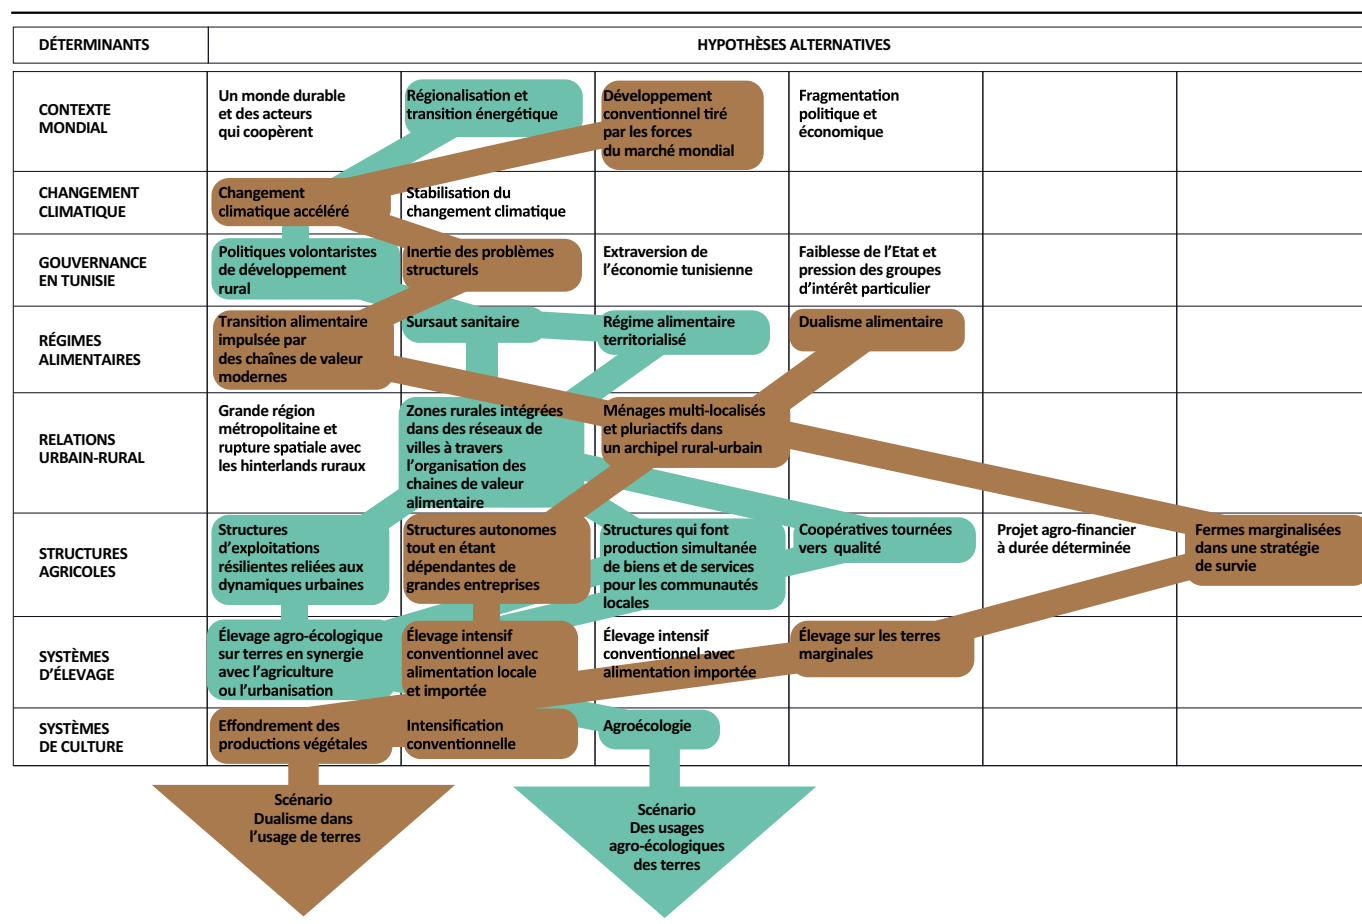 DÉTERMINANTS
HYPOTHÈSES ALTERNATIVES
CONTEXTE
MONDIAL
Un monde durable
et des acteurs
qui coopèrent
Régionalisation et
transition énergétique
Développement
conventionnel tiré
par les forces
du marché mondial
Fragmentation
politique et
économique
CHANGEMENT
CLIMATIQUE
Changement
climatique accéléré
Stabilisation du
changement climatique
GOUVERNANCE
EN TUNISIE
Politiques volontaristes
de développement
rural
Inertie des problèmes
structurels
Extraversion de
l’économie tunisienne
Faiblesse de l’Etat et
pression des groupes
d’intérêt particulier
RÉGIMES
ALIMENTAIRES
Transition alimentaire
impulsée par
des chaînes de valeur
modernes
Sursaut sanitaire
Régime alimentaire
territorialisé
Dualisme alimentaire
RELATIONS
URBAIN-RURAL
Grande région
métropolitaine et
rupture spatiale avec
les hinterlands ruraux
Zones rurales intégrées
dans des réseaux de
villes à travers
l’organisation des
chaines de valeur
alimentaire
Ménages multi-localisés
et pluriactifs dans
un archipel rural-urbain
STRUCTURES
AGRICOLES
Structures
d’exploitations
résilientes reliées aux
dynamiques urbaines
Structures autonomes
tout en étant
dépendantes de
grandes entreprises
Structures qui font
production simultanée
de biens et de services
pour les communautés
locales
Coopératives tournées
vers qualité
Projet agro-financier
à durée déterminée
Fermes marginalisées
dans une stratégie
de survie
SYSTÈMES
D’ÉLEVAGE
Élevage agro-écologique
sur terres en synergie
avec l’agriculture
ou l’urbanisation
Élevage intensif
conventionnel avec
alimentation locale
et importée
Élevage intensif
conventionnel avec
alimentation importée
Élevage sur les terres
marginales
SYSTÈMES
DE CULTURE
Effondrement des
productions végétales
Intensification
conventionnelle
Agroécologie
Scénario
Dualisme dans
l’usage de terres
Scénario
Des usages
agro-écologiques
des terres